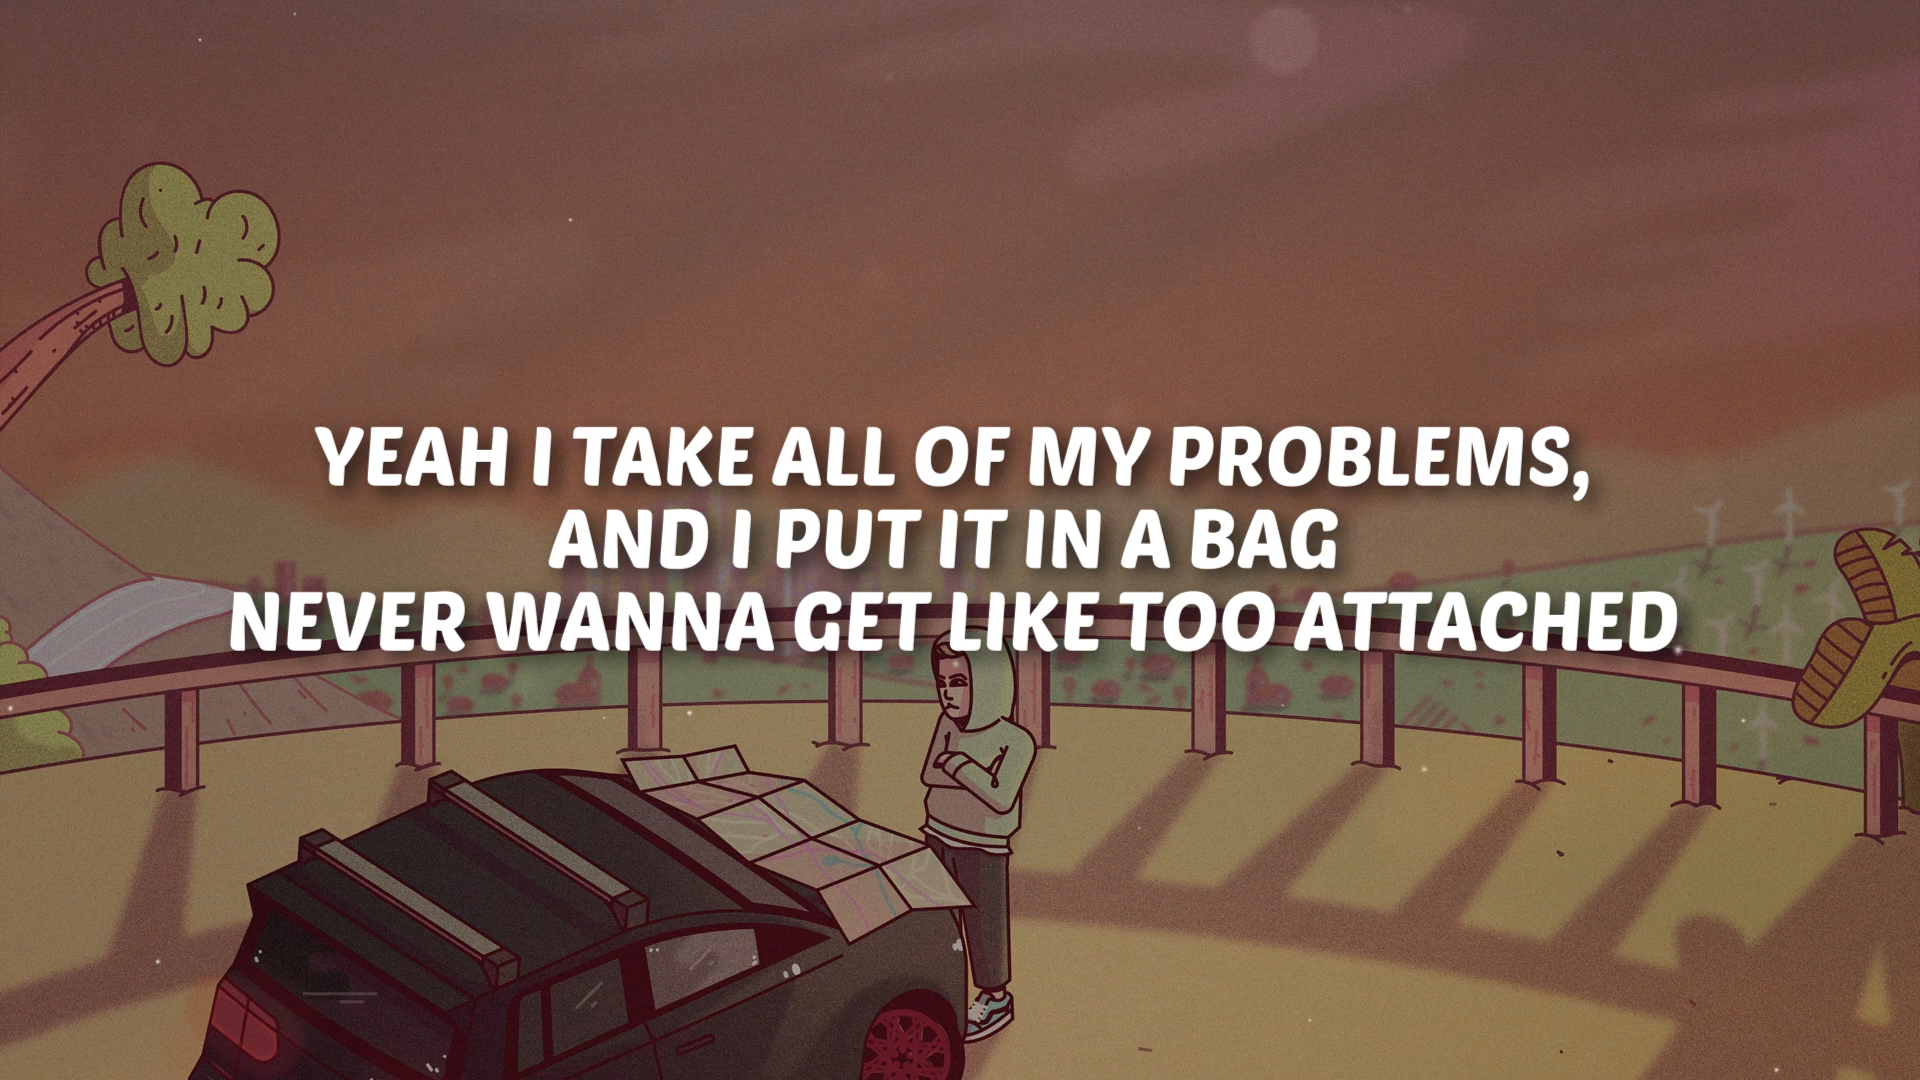 YEAH I TAKE ALL OF MY PROBLEMS,
AND I PUT IT IN A BAG
NEVER WANNA GET LIKE TOO ATTACHED